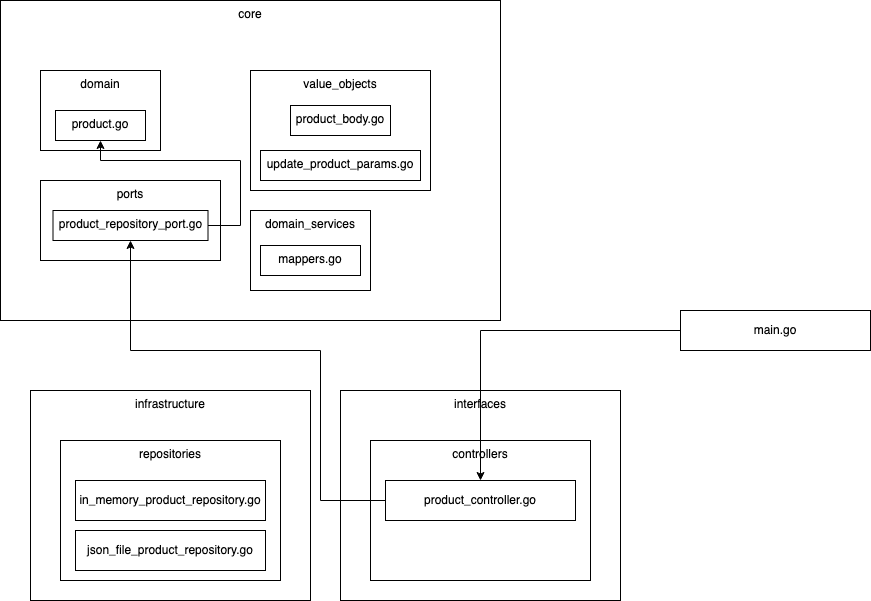 core
domain
product.go
value_objects
product_body.go
update_product_params.go
ports
product_repository_port.go
domain_services
mappers.go
main.go
infrastructure
repositories
in_memory_product_repository.go
json_file_product_repository.go
interfaces
controllers
product_controller.go